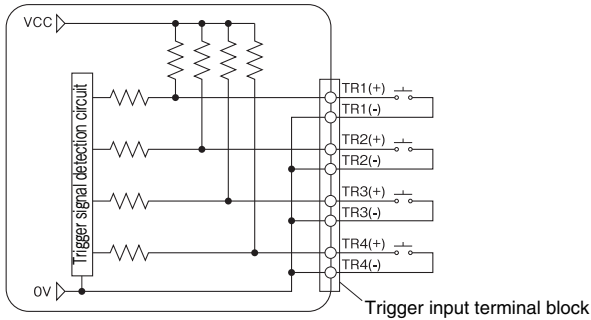 VCC
Trigger signal detection circuit
TR1(+)
TR1(-)
TR2(+)
TR2(-)
TR3(+)
TR3(-)
TR4(+)
TR4(-)
0V
Trigger input terminal block